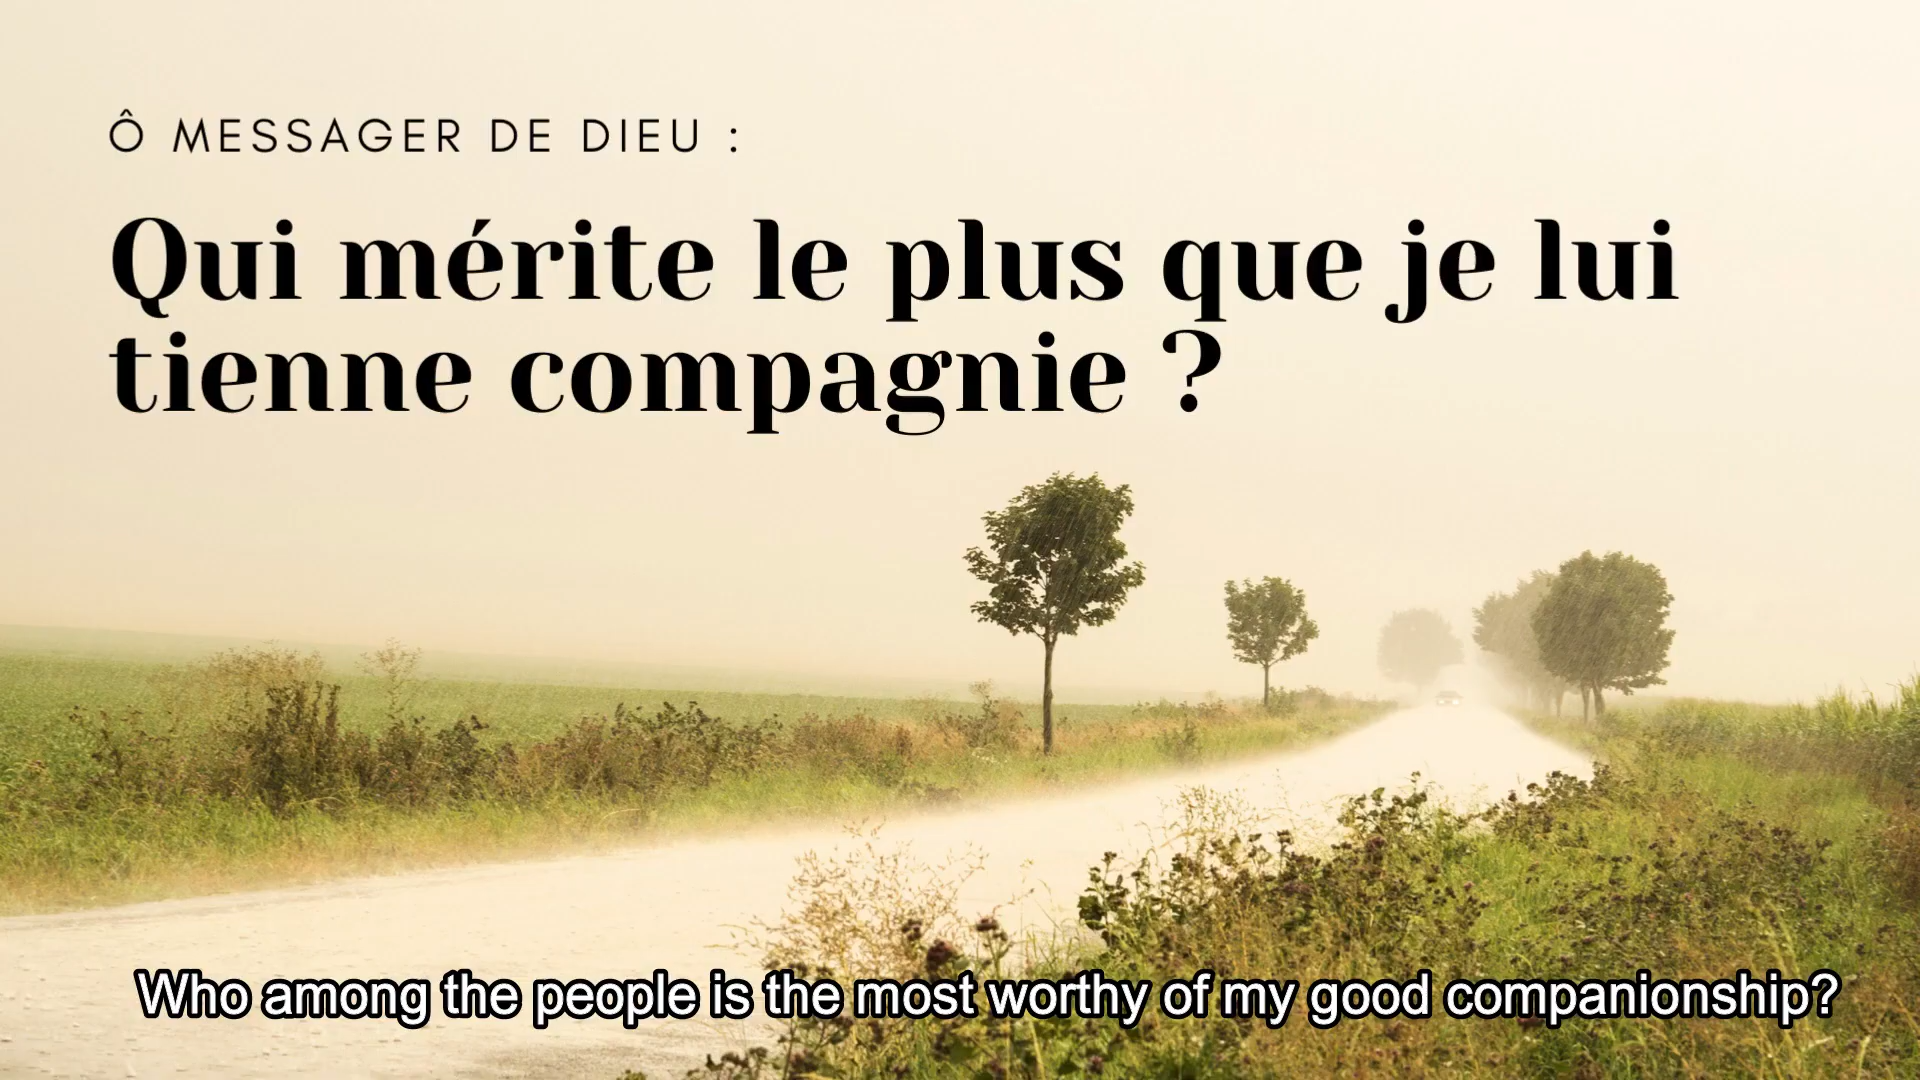 Ô MESSAGER DE DIEU :
Qui mérite le plus que je lui
tienne compagnie ?
Who among the people is the most worthy of my good companionship?